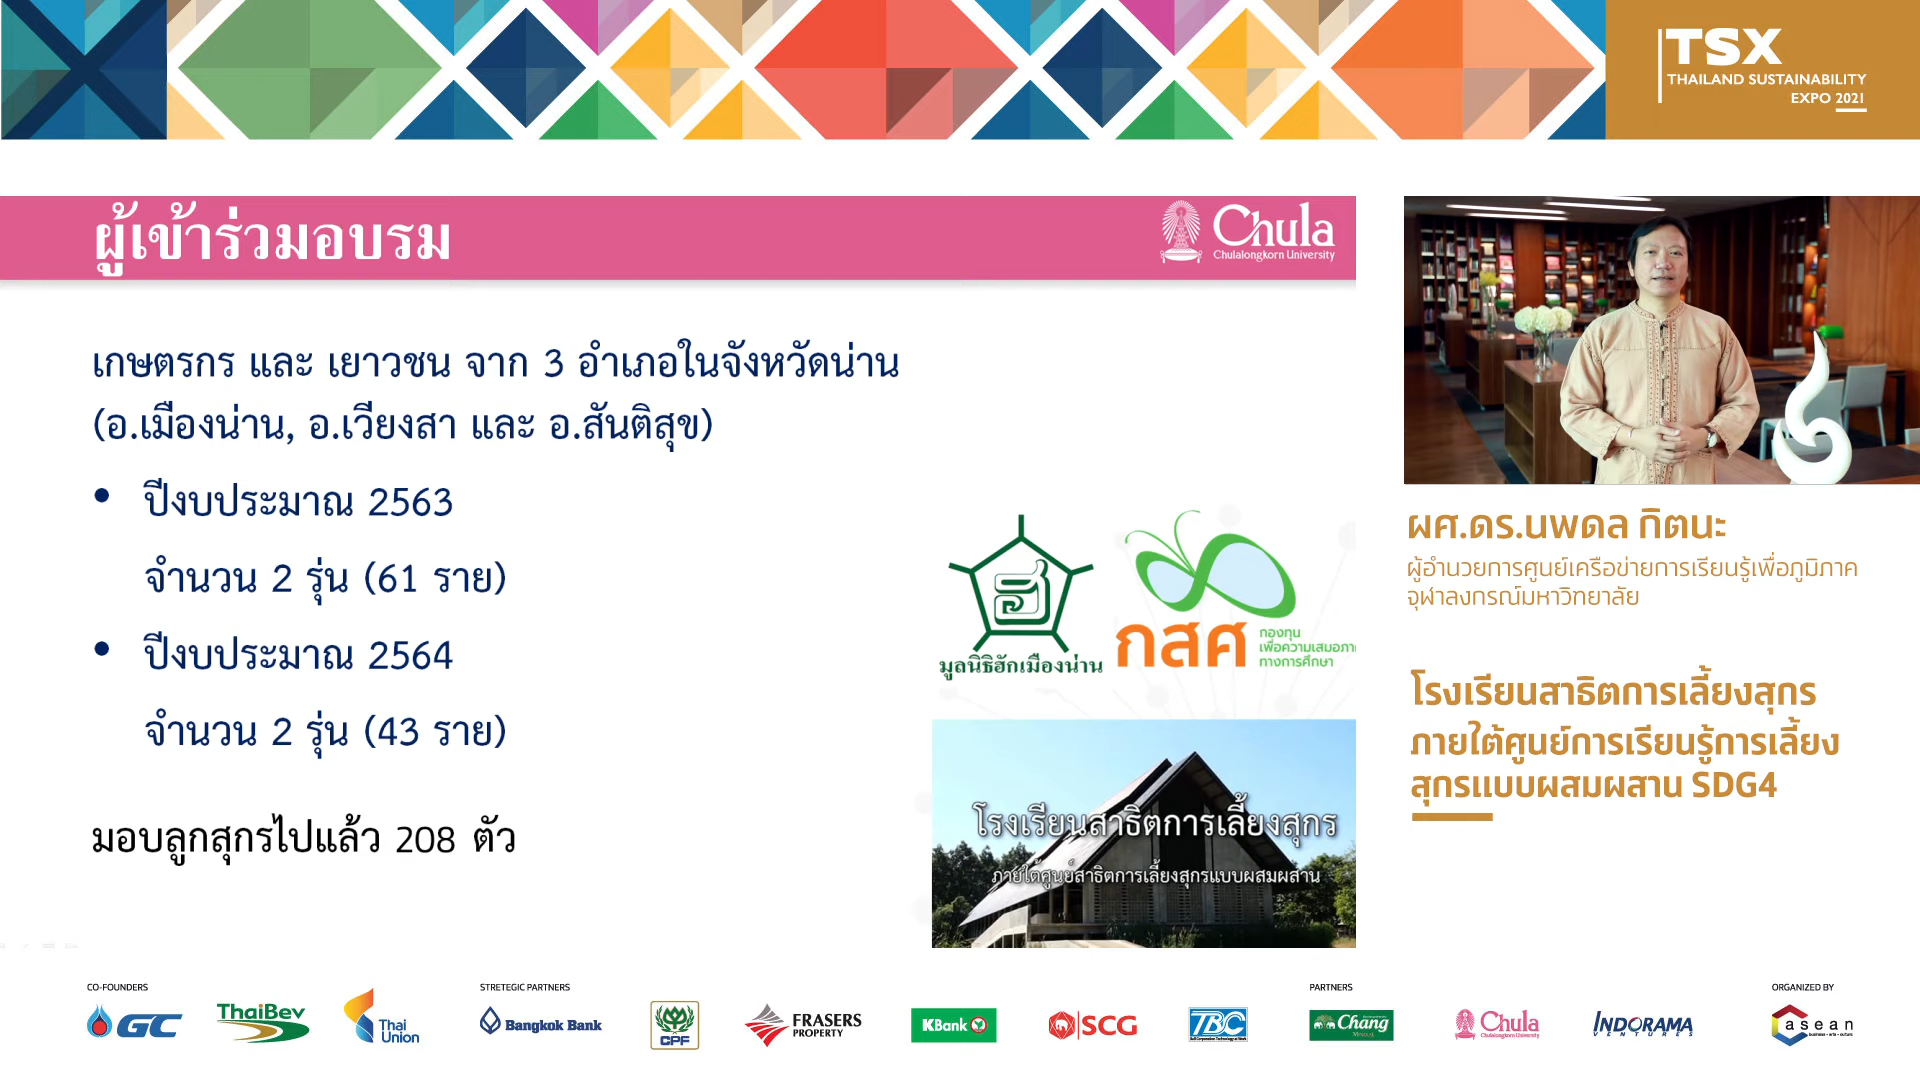 TSX
THAILAND SUSTAINABILITY
EXPO 2021
ผู้เข้าร่วมอบรม
Chula
Chulalongkorn University
เกษตรกร และ เยาวชน จาก 3 อำเภอในจังหวัดน่าน
(อ.เมืองน่าน, อ.เวียงสา และ อ.สันติสุข)
• ปีงบประมาณ 2563
จำนวน 2 รุ่น (61 ราย)
• ปีงบประมาณ 2564
จำนวน 2 รุ่น (43 ราย)
มอบลูกสุกรไปแล้ว 208 ตัว
ฮ
มูลนิธิฮักเมืองน่าน
กสศ
กองทุน
เพื่อความเสมอภา
ทางการศึกษา
โรงเรียนสาธิตการเลี้ยงสุกร
ภายใต้ศูนย์สาธิตการเลี้ยงสุกรแบบผสมผสาน
ผศ.ดร.นพดล กิตนะ
ผู้อำนวยการศูนย์เครือข่ายการเรียนรู้เพื่อภูมิภาค
จุฬาลงกรณ์มหาวิทยาลัย
โรงเรียนสาธิตการเลี้ยงสุกร
ภายใต้ศูนย์การเรียนรู้การเลี้ยง
สุกรแบบผสมผสาน SDG4
CO-FOUNDERS
GC
ThaiBev
Thai
Union
STRETEGIC PARTNERS
Bangkok Bank
CPF
FRASERS
PROPERTY
KBank
SCG
TBC
PARTNERS
Chang
Chula
Chulalongkorn University
INDORAMA
VENTURES
ORGANIZED BY
asean